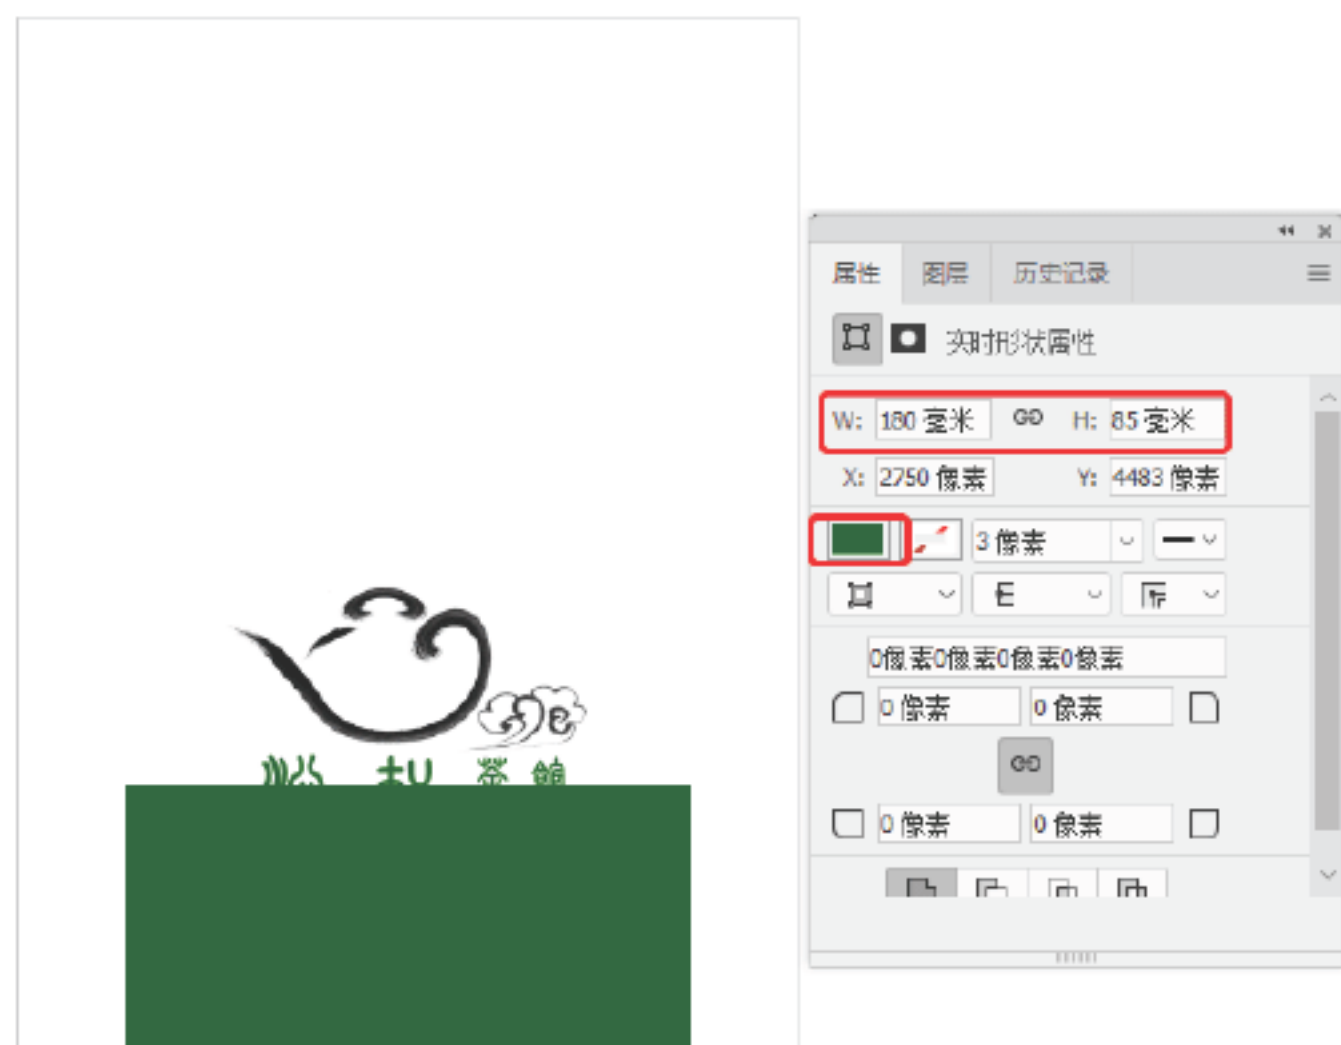 属性 图层 历史记录
实时形状属性
W: 180 毫米 H: 85 毫米
X: 2750 像素 Y: 4483 像素
3 像素
0像素0像素0像素0像素
0 像素 0 像素
0 像素 0 像素
茶 館